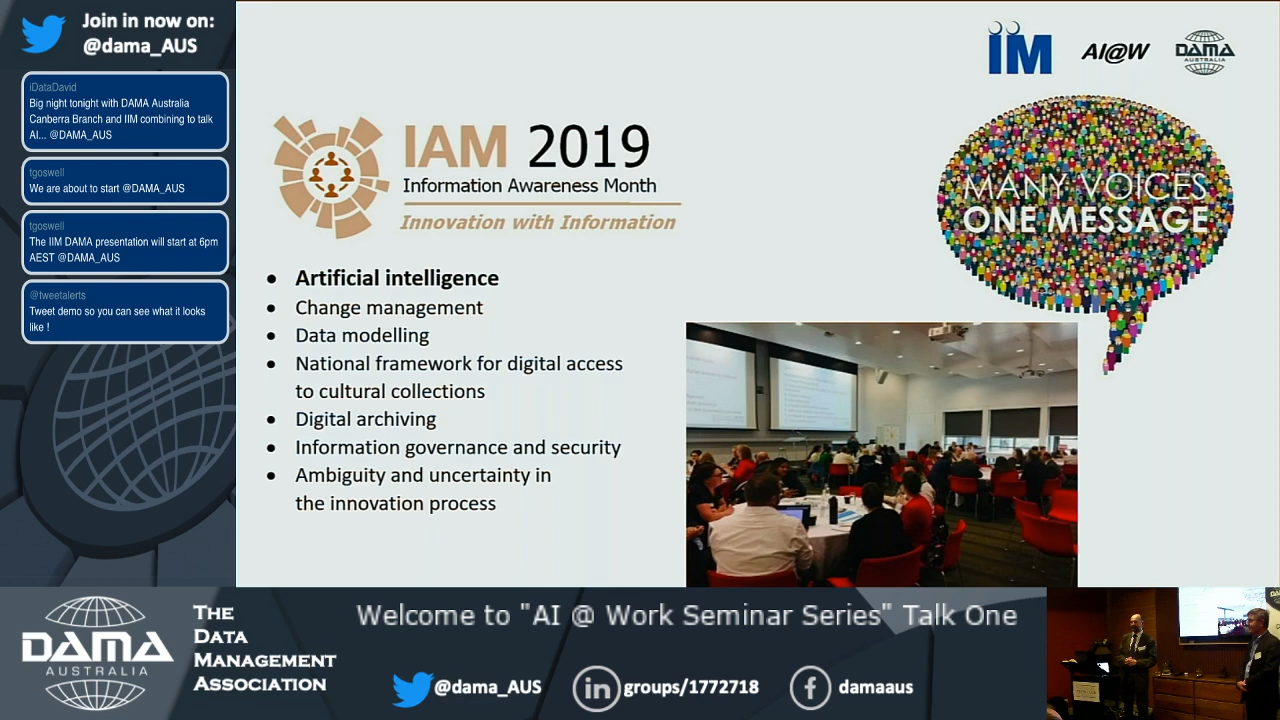 Join in now on:
@dama_AUS
iDataDavid
Big night tonight with DAMA Australia
Canberra Branch and IIM combining to talk
AI... @DAMA_AUS
tgoswell
We are about to start @DAMA_AUS
tgoswell
The IIM DAMA presentation will start at 6pm
AEST @DAMA_AUS
@tweetalerts
Tweet demo so you can see what it looks
like !
iM
AI@W
DAMA
AUSTRALIA
IAM 2019
Information Awareness Month
Innovation with Information
MANY VOICES
ONE MESSAGE
• Artificial intelligence
• Change management
• Data modelling
• National framework for digital access
to cultural collections
• Digital archiving
• Information governance and security
• Ambiguity and uncertainty in
the innovation process
DAMA
AUSTRALIA
THE
DATA
MANAGEMENT
ASSOCIATION
Welcome to "AI @ Work Seminar Series" Talk One
@dama_AUS
in groups/1772718
f damaaus